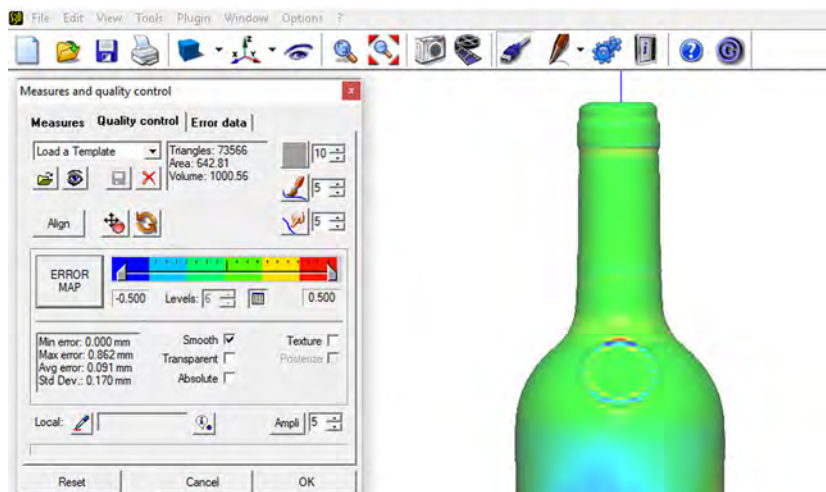 File Edit View Tools Plugin Window Options ?
Measures and quality control x
Measures Quality control Error data
Load a Template
Triangles: 73566
Area: 642.81
Volume: 1000.56
10
5
Align
5
ERROR
MAP
-0.500 Levels: 6 0.500
Min error: 0.000 mm
Max error: 0.862 mm
Avg error: 0.091 mm
Std Dev.: 0.170 mm
Smooth Texture
Transparent Posterize
Absolute
Local: Ampli 5
Reset Cancel OK